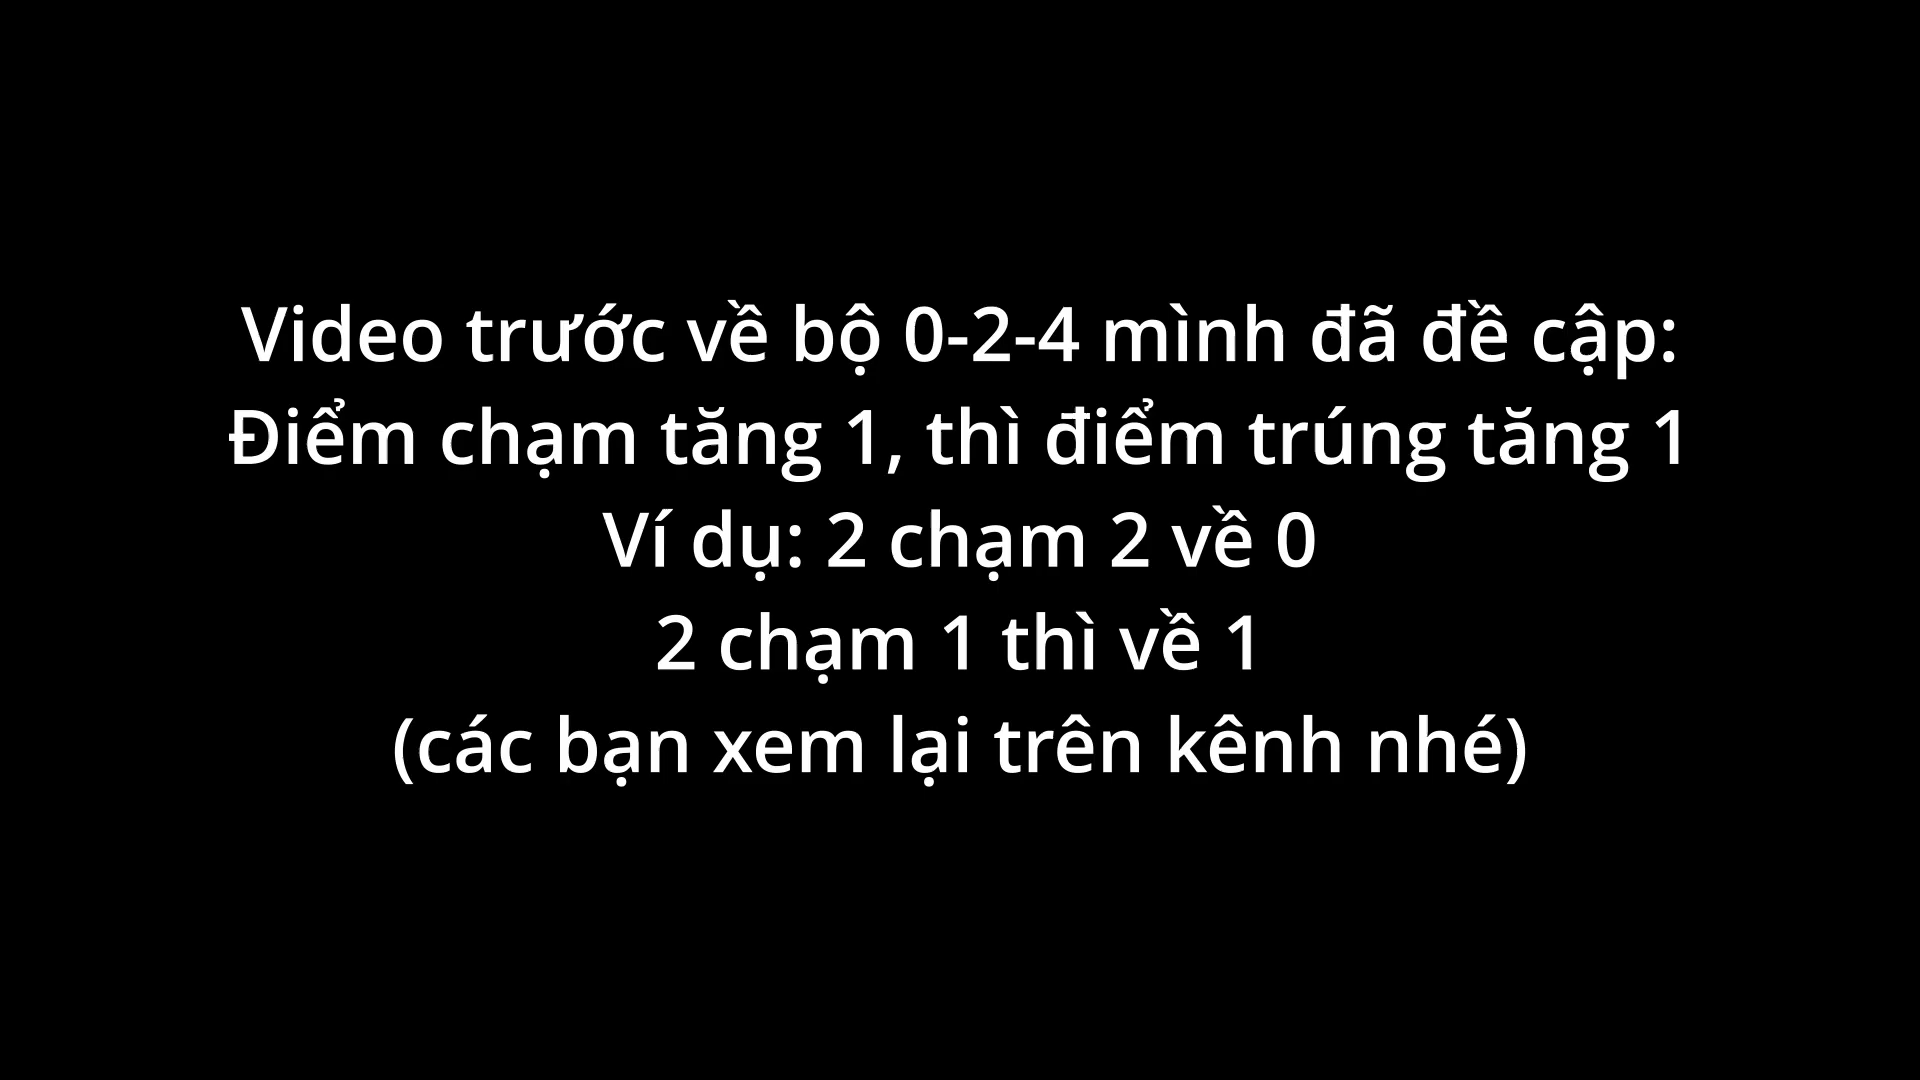 Video trước về bộ 0-2-4 mình đã đề cập:
Điểm chạm tăng 1, thì điểm trúng tăng 1
Ví dụ: 2 chạm 2 về 0
2 chạm 1 thì về 1
(các bạn xem lại trên kênh nhé)